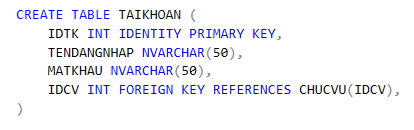 CREATE TABLE TAIKHOAN (
    IDTK INT IDENTITY PRIMARY KEY,
    TENDANGNHAP NVARCHAR(50),
    MATKHAU NVARCHAR(50),
    IDCV INT FOREIGN KEY REFERENCES CHUCVU(IDCV),
)